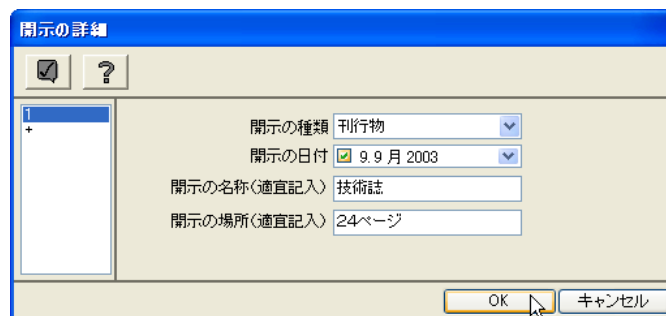 開示の詳細
?
1
+
開示の種類 刊行物
開示の日付 9. 9 月 2003
開示の名称(適宜記入) 技術誌
開示の場所(適宜記入) 24ページ
OK キャンセル